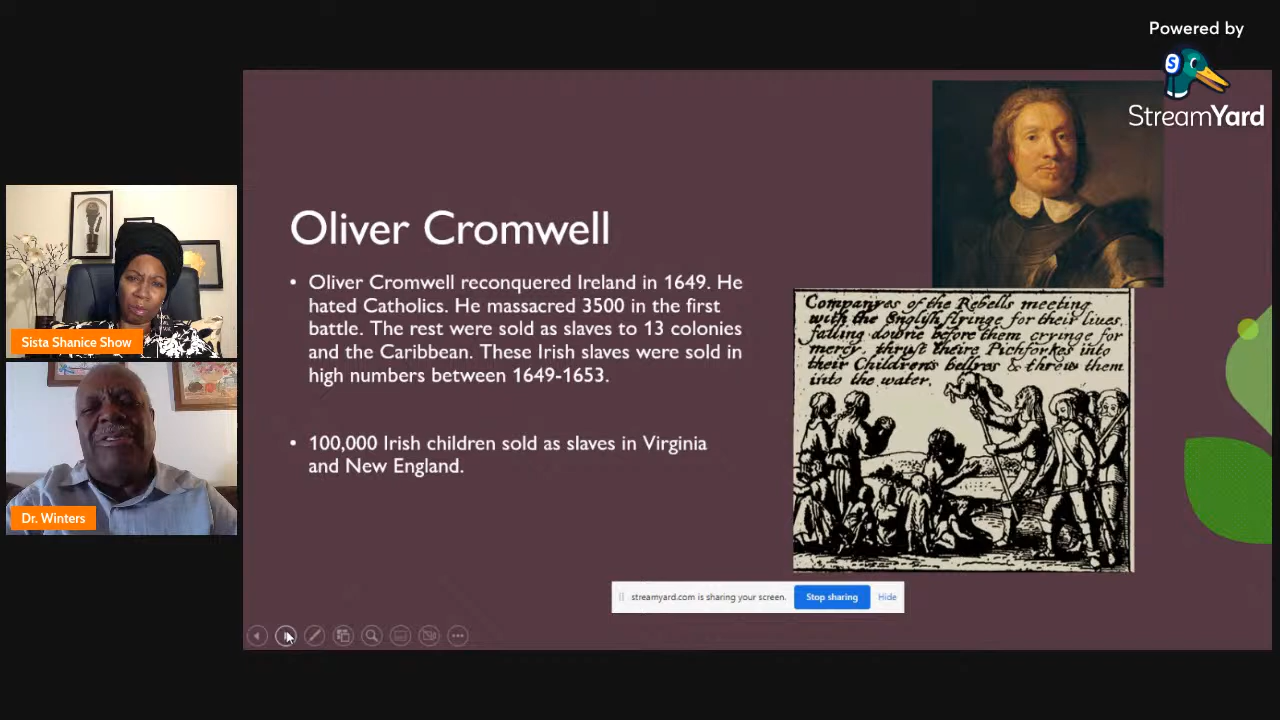 Powered by
StreamYard
Sista Shanice Show
Dr. Winters
Oliver Cromwell
• Oliver Cromwell reconquered Ireland in 1649. He
hated Catholics. He massacred 3500 in the first
battle. The rest were sold as slaves to 13 colonies
and the Caribbean. These Irish slaves were sold in
high numbers between 1649-1653.
• 100,000 Irish children sold as slaves in Virginia
and New England.
Companyes of the Rebells meeting
with the English flyinge for their liues,
falling downe before them cryinge for
mercy, thrust theire Pichforkes into
their Childrens bellyes & threw them
into the water.
streamyard.com is sharing your screen.
Stop sharing
Hide